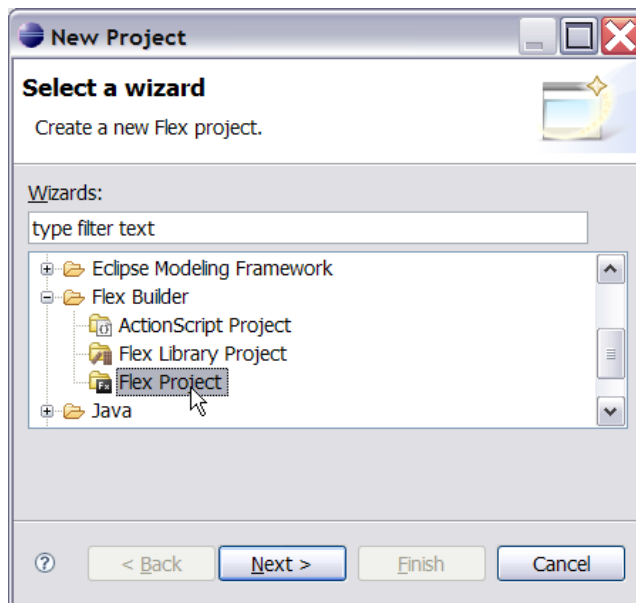 New Project
Select a wizard
Create a new Flex project.
Wizards:
type filter text
Eclipse Modeling Framework
Flex Builder
ActionScript Project
Flex Library Project
Flex Project
Java
? < Back Next > Finish Cancel